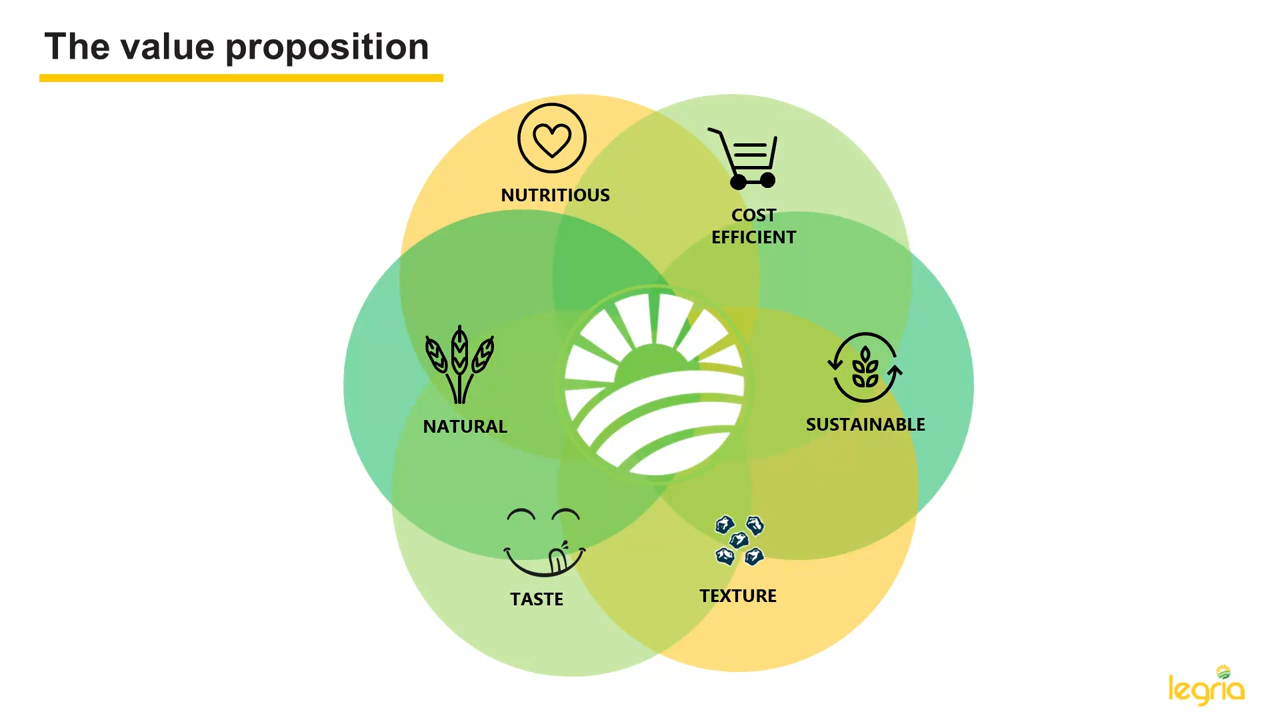 The value proposition
NUTRITIOUS
COST
EFFICIENT
NATURAL
SUSTAINABLE
TASTE
TEXTURE
legria